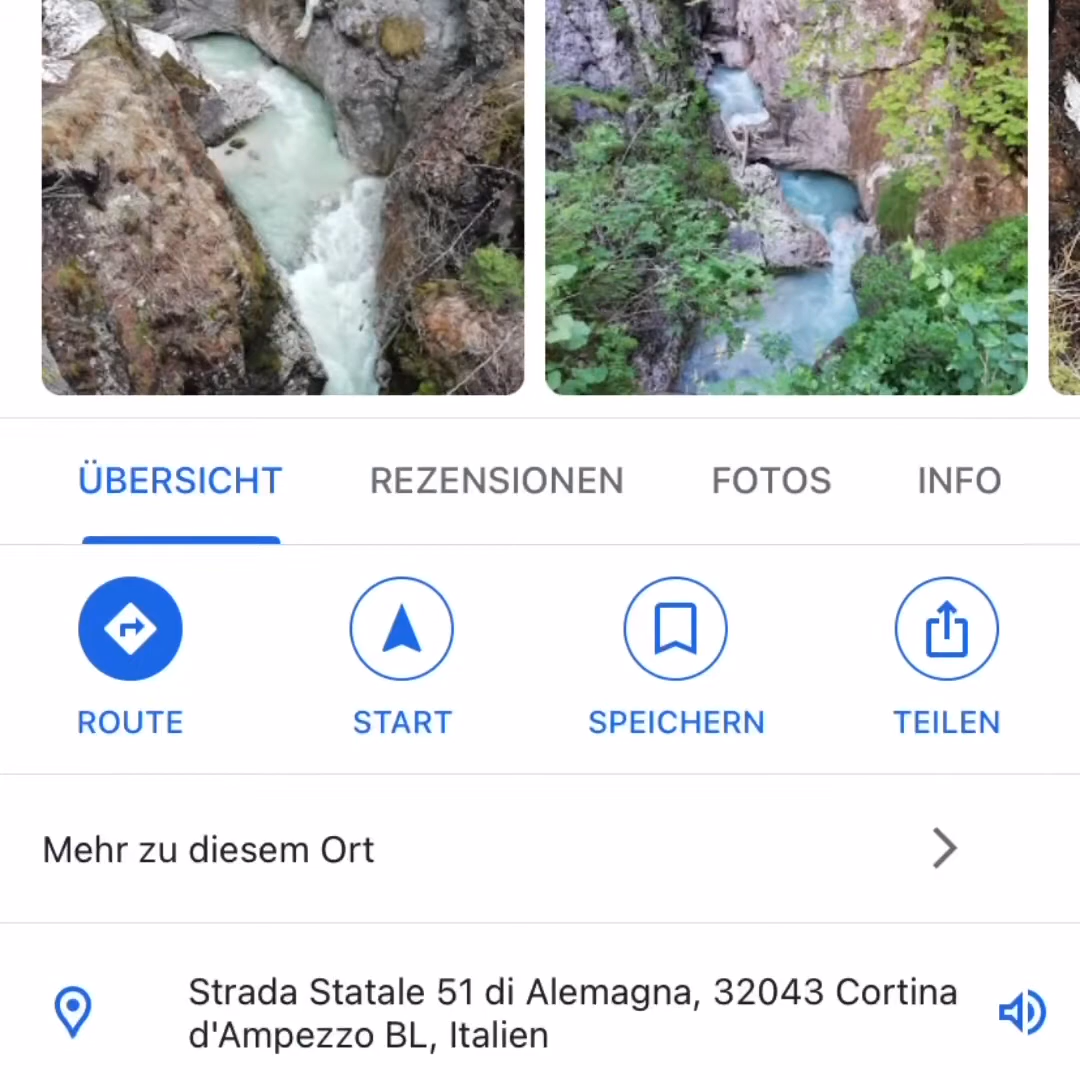 ÜBERSICHT REZENSIONEN FOTOS INFO
ROUTE START SPEICHERN TEILEN
Mehr zu diesem Ort
Strada Statale 51 di Alemagna, 32043 Cortina
d'Ampezzo BL, Italien